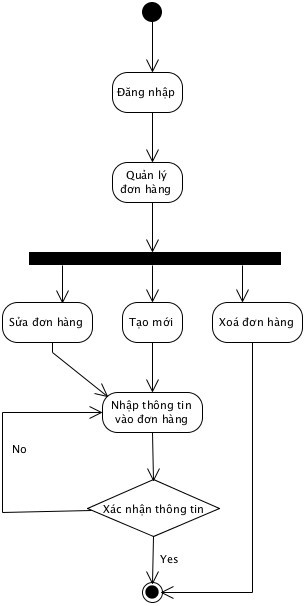 Đăng nhập
Quản lý
đơn hàng
Sửa đơn hàng
Tạo mới
Xoá đơn hàng
Nhập thông tin
vào đơn hàng
No
Xác nhận thông tin
Yes